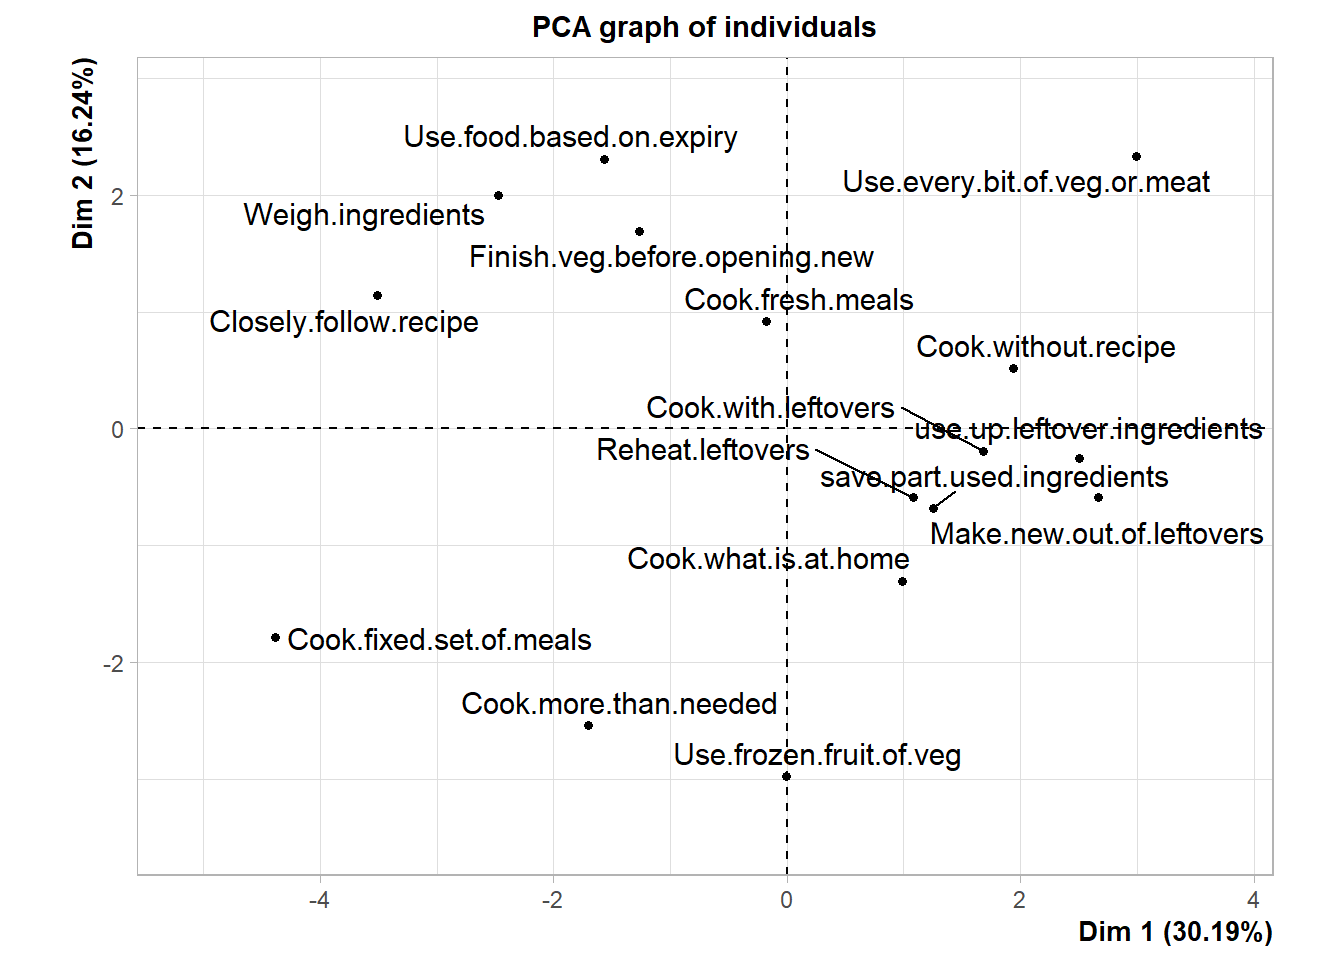 PCA graph of individuals
Dim 2 (16.24%)
Use.food.based.on.expiry
Use.every.bit.of.veg.or.meat
2
Weigh.ingredients
Finish.veg.before.opening.new
Cook.fresh.meals
Closely.follow.recipe
Cook.without.recipe
Cook.with.leftovers
0
use.up.leftover.ingredients
Reheat.leftovers
save.part.used.ingredients
Make.new.out.of.leftovers
Cook.what.is.at.home
Cook.fixed.set.of.meals
-2
Cook.more.than.needed
Use.frozen.fruit.of.veg
-4
-2
0
2
4
Dim 1 (30.19%)